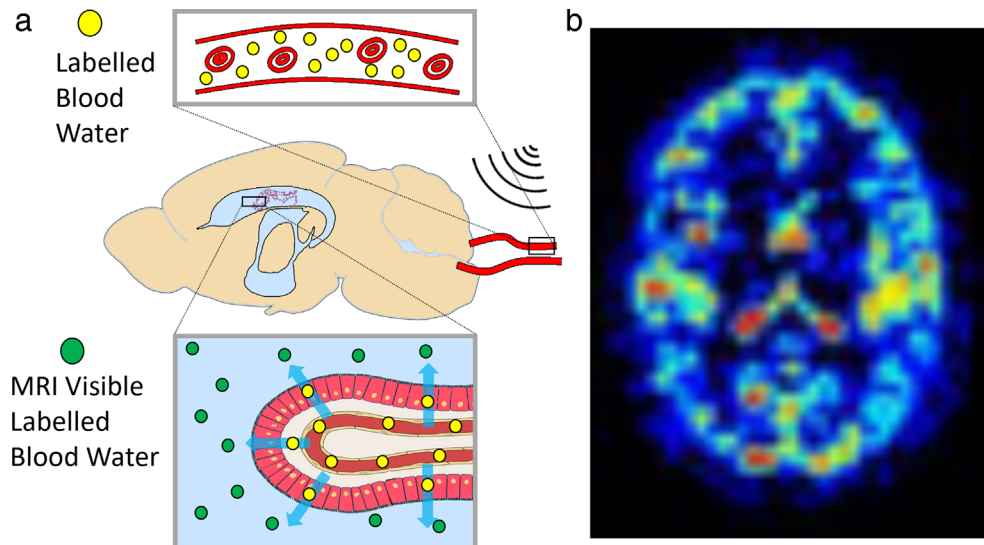 a
Labelled
Blood
Water
MRI Visible
Labelled
Blood Water
b